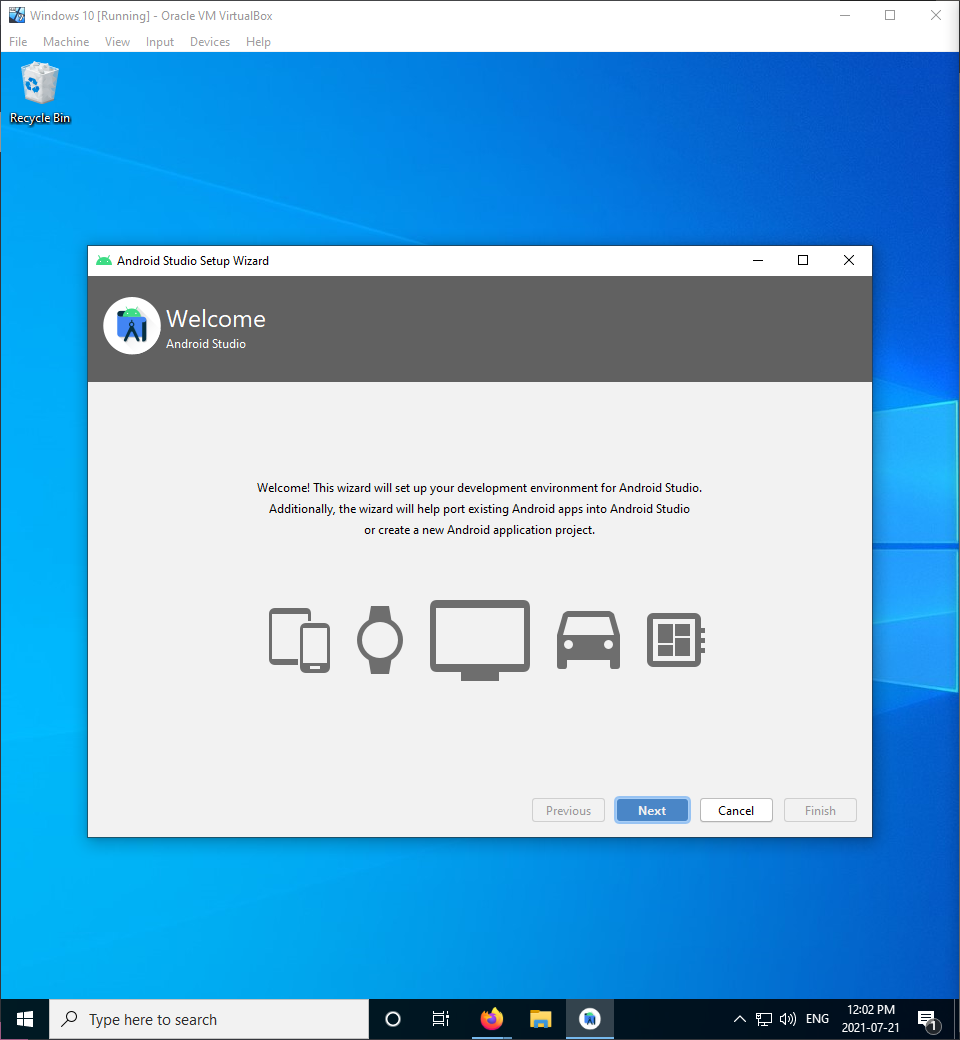 Windows 10 [Running] - Oracle VM VirtualBox
File Machine View Input Devices Help
Recycle Bin
Android Studio Setup Wizard
Welcome
Android Studio
Welcome! This wizard will set up your development environment for Android Studio.
Additionally, the wizard will help port existing Android apps into Android Studio
or create a new Android application project.
Previous Next Cancel Finish
Type here to search
ENG
12:02 PM
2021-07-21
1